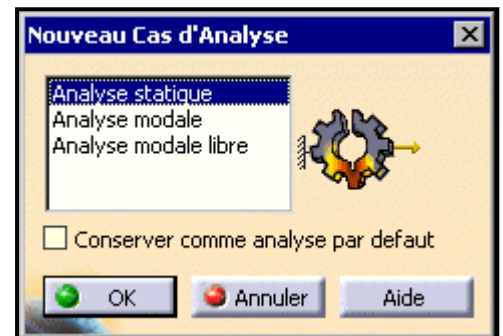 Nouveau Cas d'Analyse
Analyse statique
Analyse modale
Analyse modale libre
Conserver comme analyse par defaut
OK
Annuler
Aide